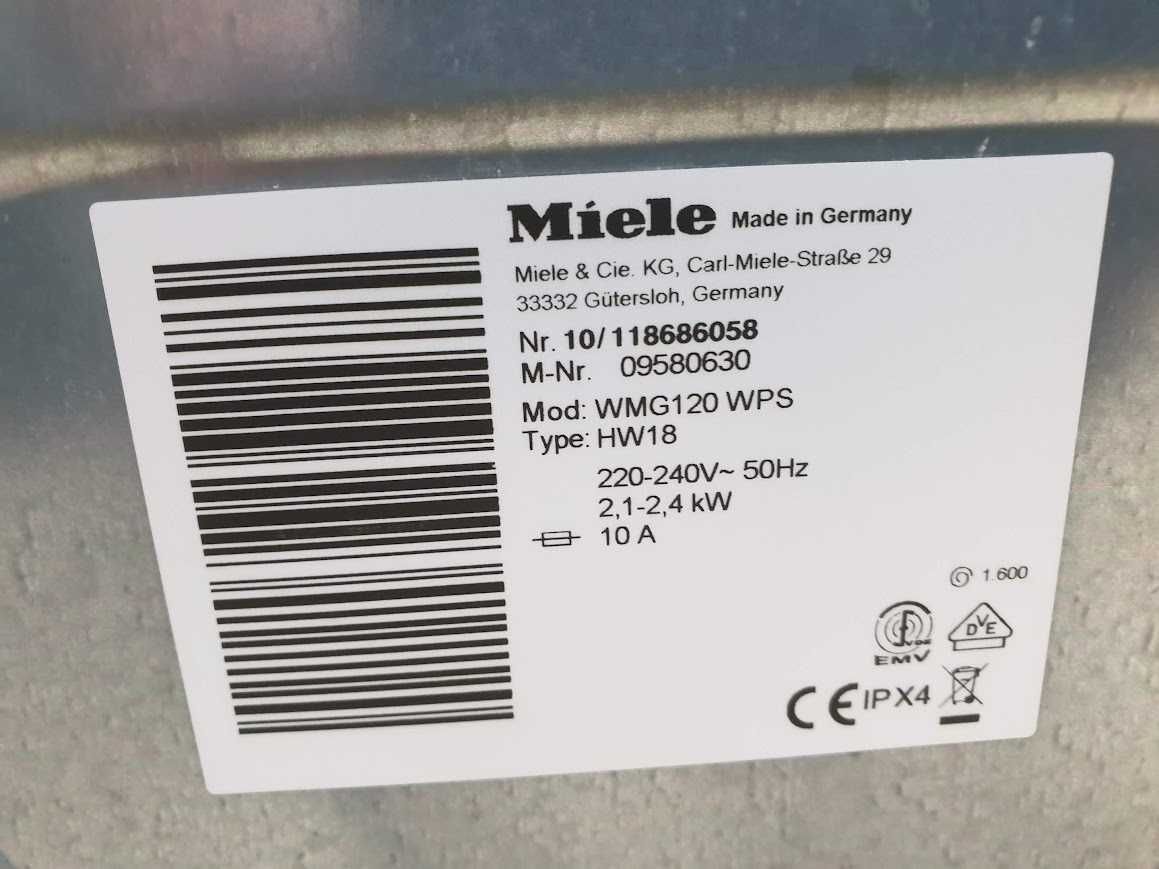 Miele Made in Germany
Miele & Cie. KG, Carl-Miele-Straße 29
33332 Gütersloh, Germany
Nr. 10/118686058
M-Nr. 09580630
Mod: WMG120 WPS
Type: HW18
220-240V~ 50Hz
2,1-2,4 kW
10 A
1.600
VDE
DVE
EMV
CE IPX4